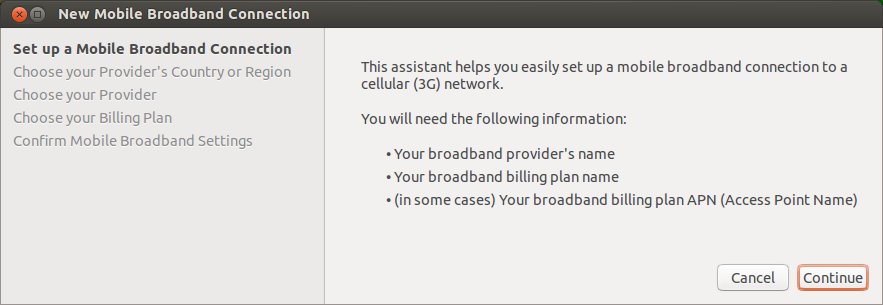 New Mobile Broadband Connection
Set up a Mobile Broadband Connection
Choose your Provider's Country or Region
Choose your Provider
Choose your Billing Plan
Confirm Mobile Broadband Settings
This assistant helps you easily set up a mobile broadband connection to a
cellular (3G) network.
You will need the following information:
• Your broadband provider's name
• Your broadband billing plan name
• (in some cases) Your broadband billing plan APN (Access Point Name)
Cancel Continue